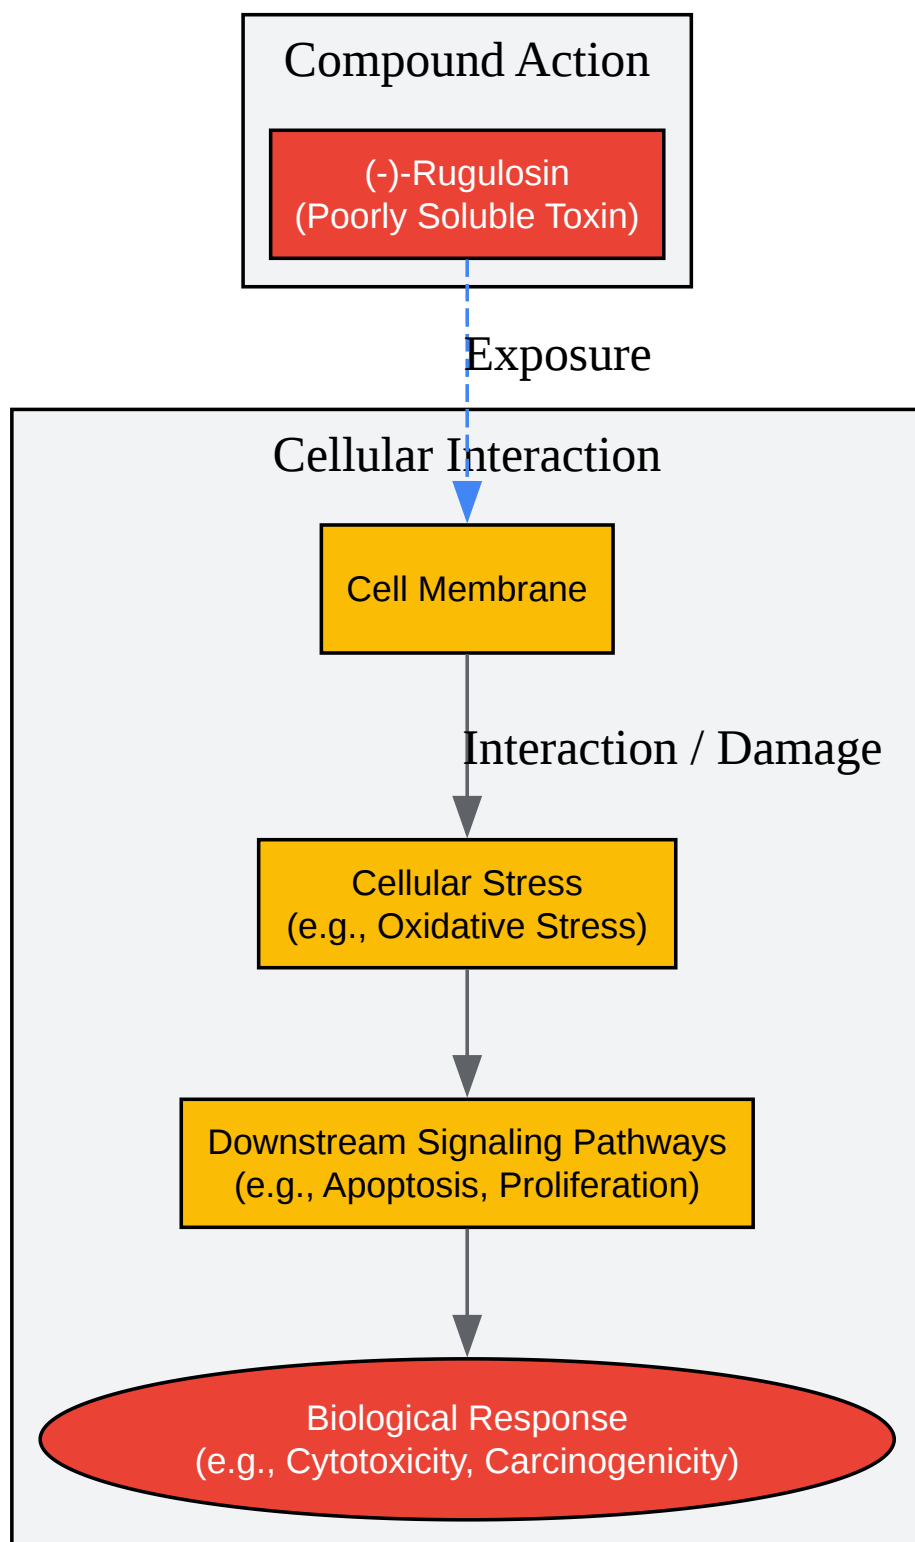 Compound Action
(-)-Rugulosin
(Poorly Soluble Toxin)
Exposure
Cellular Interaction
Cell Membrane
Interaction / Damage
Cellular Stress
(e.g., Oxidative Stress)
Downstream Signaling Pathways
(e.g., Apoptosis, Proliferation)
Biological Response
(e.g., Cytotoxicity, Carcinogenicity)